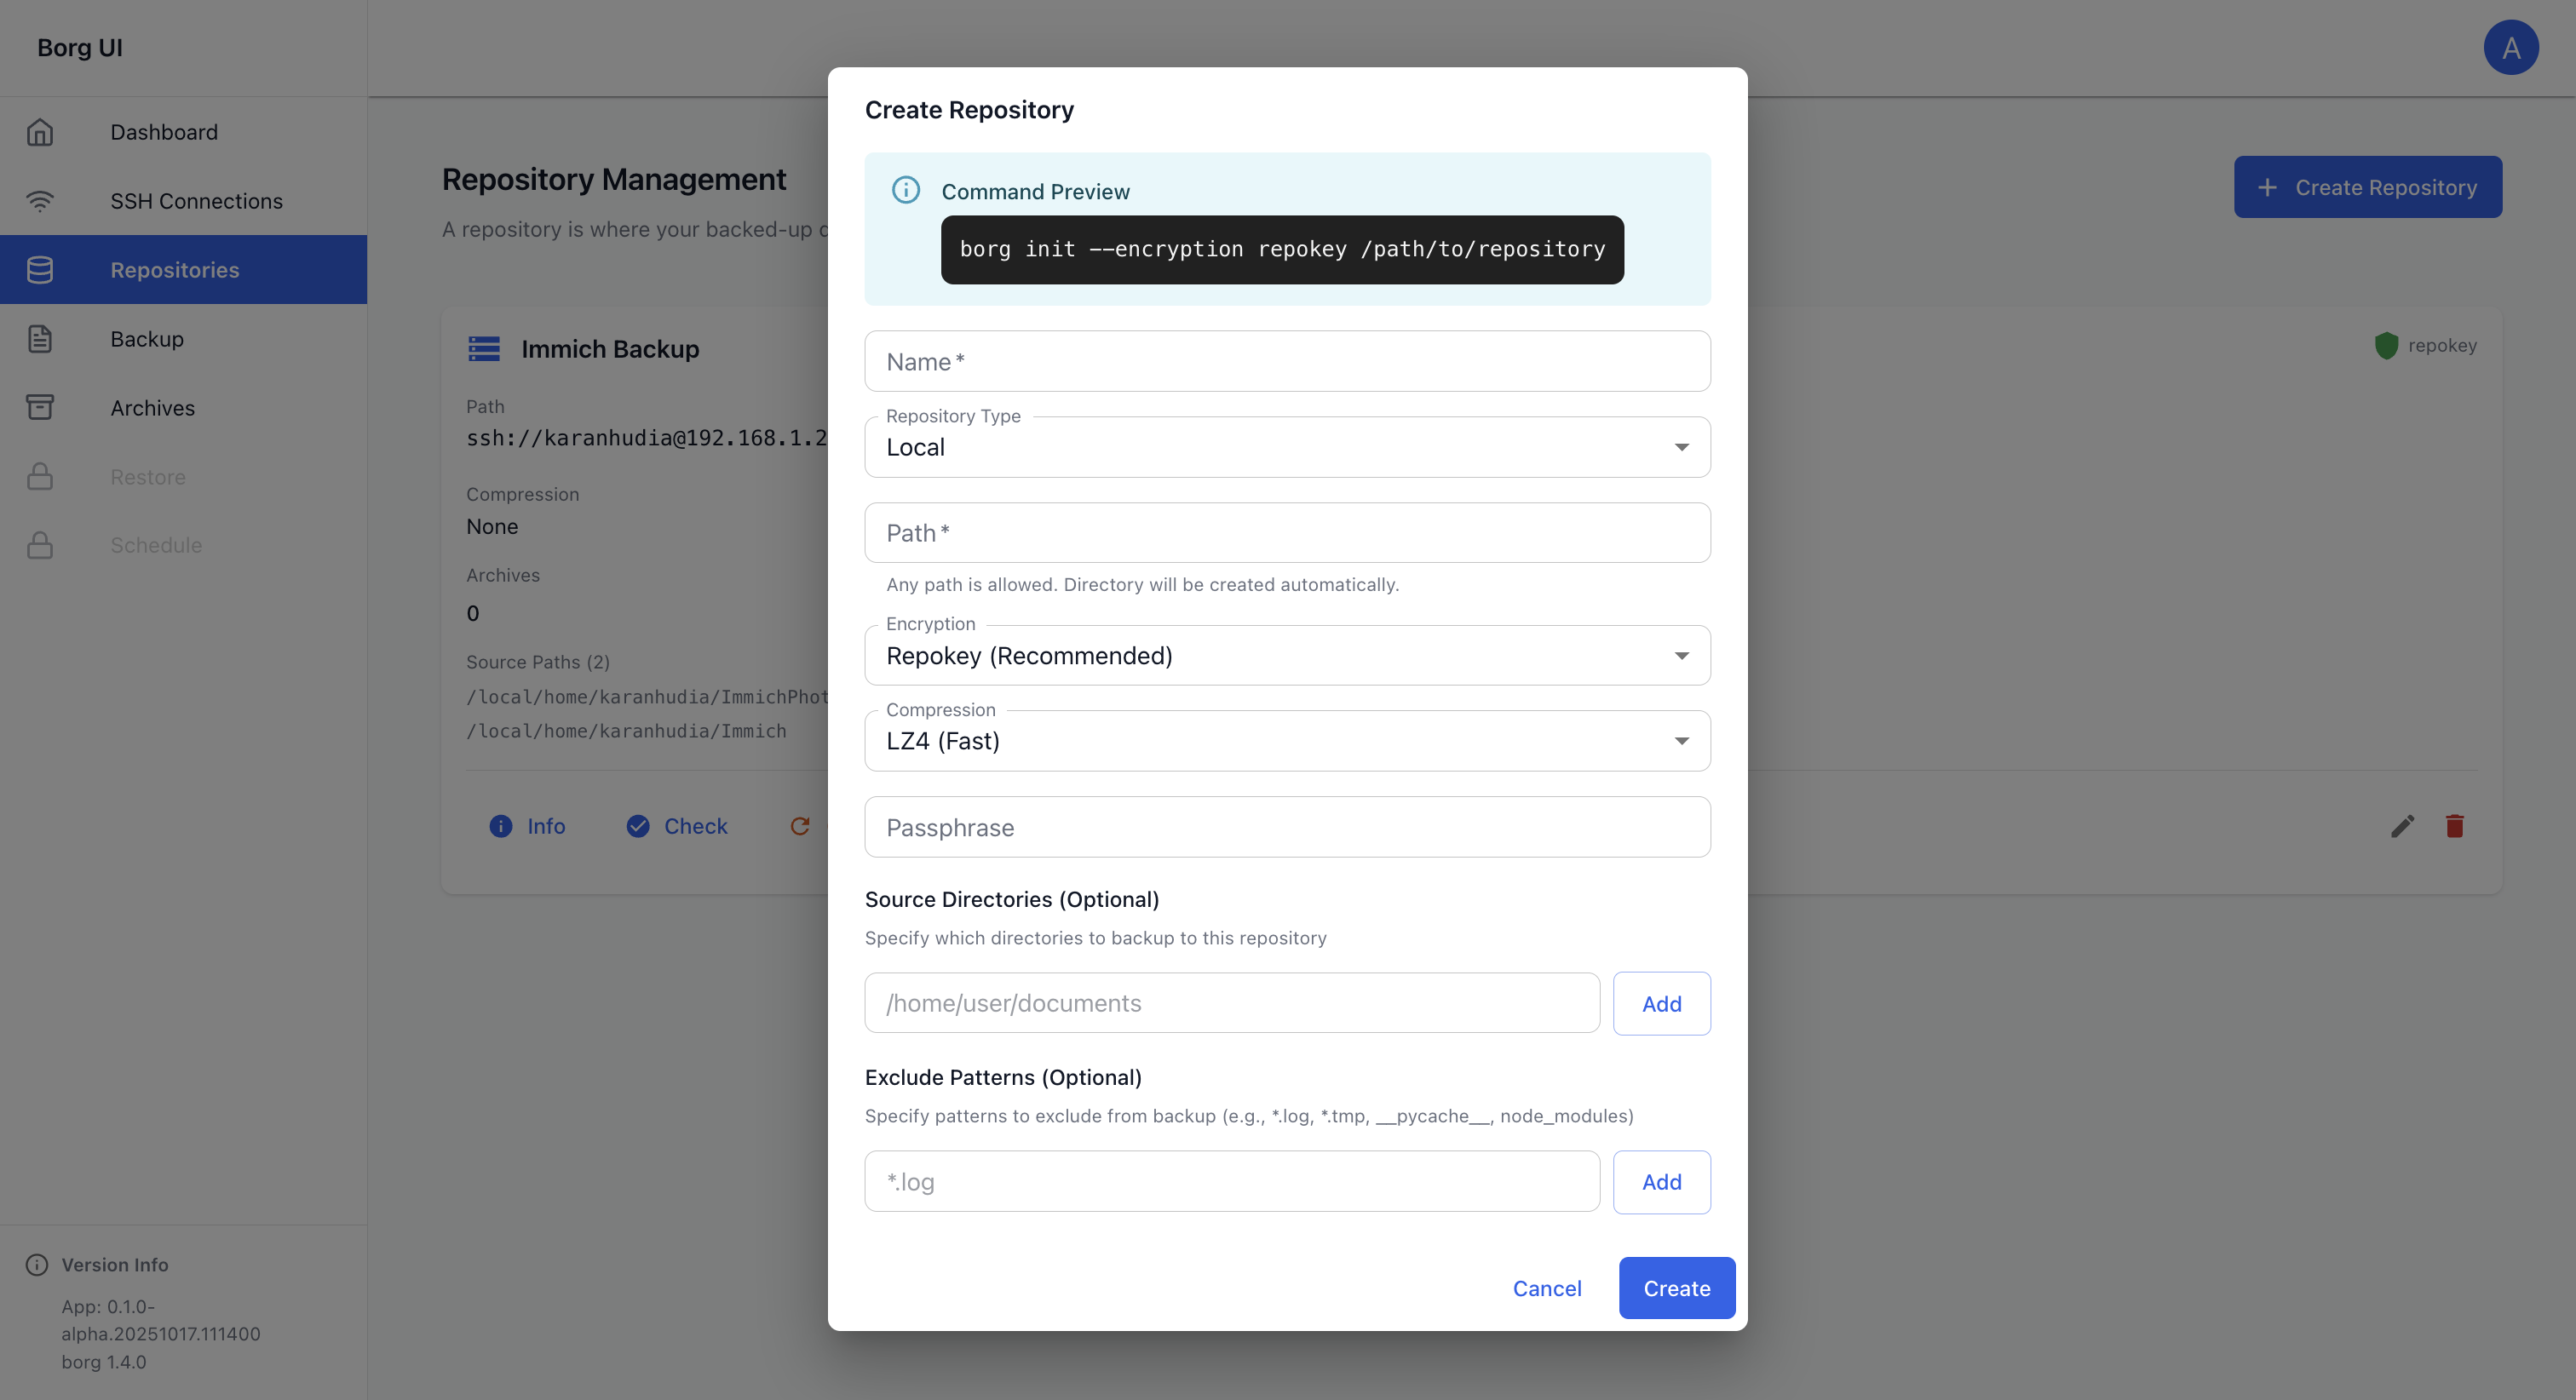 Borg UI
A
Dashboard
SSH Connections
Repositories
Backup
Archives
Restore
Schedule
Version Info
App: 0.1.0-
alpha.20251017.111400
borg 1.4.0
Repository Management
A repository is where your backed-up
Create Repository
Immich Backup
repokey
Path
ssh://karanhudia@192.168.1.2
Compression
None
Archives
0
Source Paths (2)
/local/home/karanhudia/ImmichPhot
/local/home/karanhudia/Immich
Info
Check
Create Repository
Command Preview
borg init --encryption repokey /path/to/repository
Name *
Repository Type
Local
Path *
Any path is allowed. Directory will be created automatically.
Encryption
Repokey (Recommended)
Compression
LZ4 (Fast)
Passphrase
Source Directories (Optional)
Specify which directories to backup to this repository
/home/user/documents
Add
Exclude Patterns (Optional)
Specify patterns to exclude from backup (e.g., *.log, *.tmp, __pycache__, node_modules)
*.log
Add
Cancel
Create